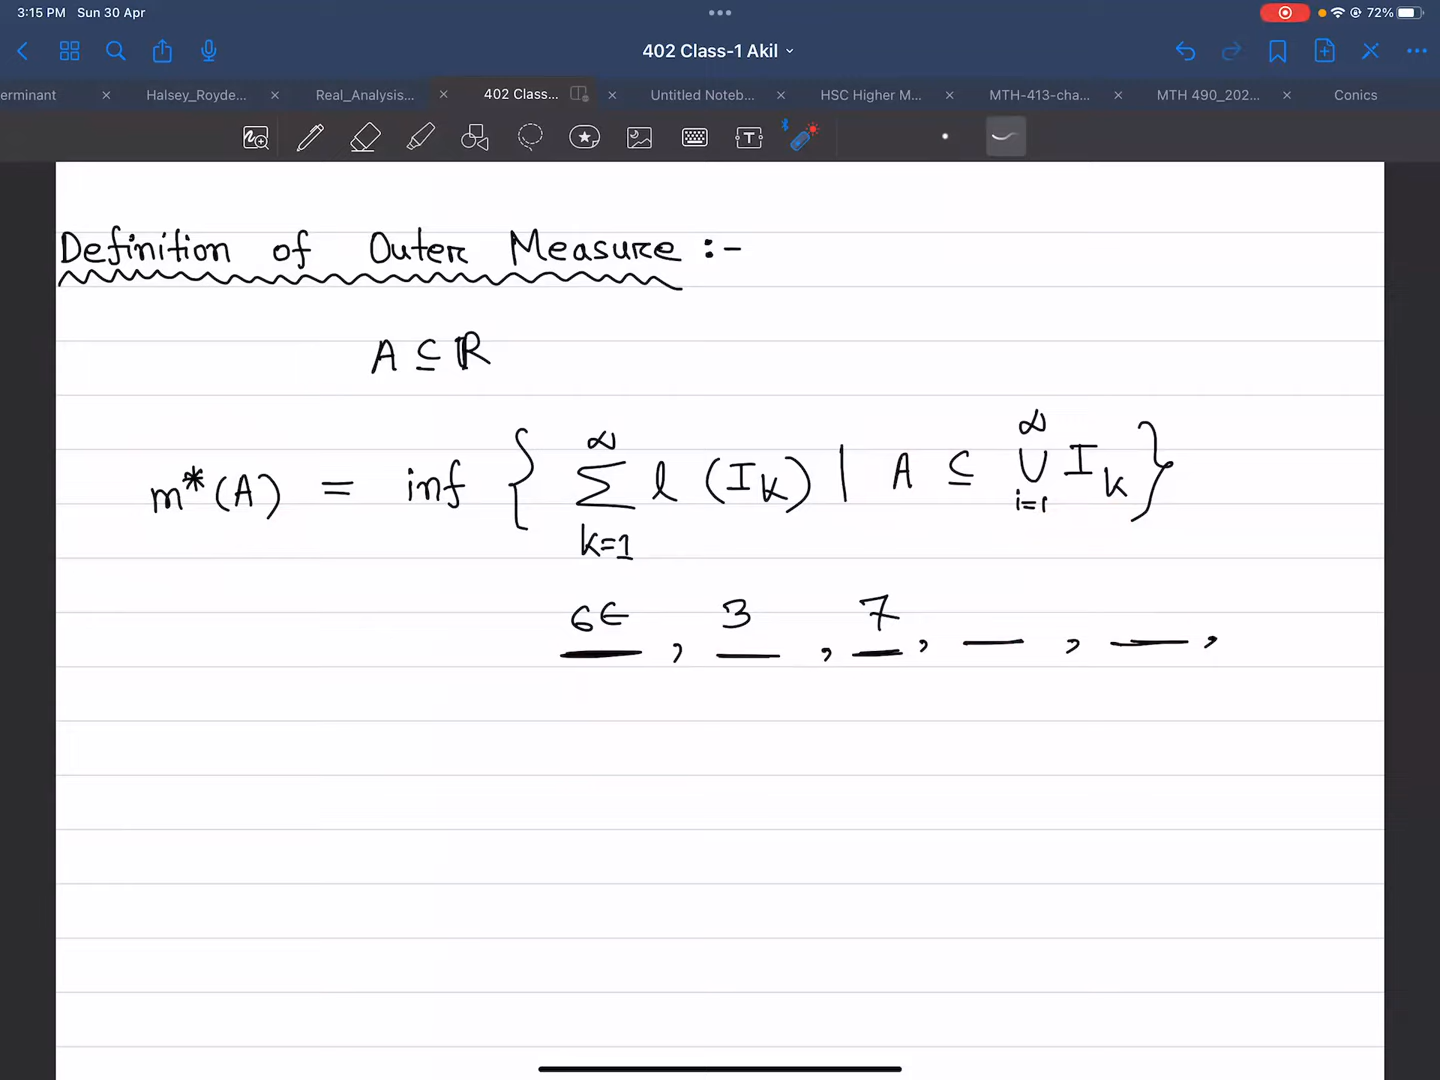 3:15 PM Sun 30 Apr 72%
402 Class-1 Akil
erminant Halsey_Royde... Real_Analysis... 402 Class... Untitled Noteb... HSC Higher M... MTH-413-cha... MTH 490_202... Conics
Definition of Outer Measure :-
A ⊆ ℝ
m*(A) = inf { ∑_{k=1}^{∞} l (I_k) | A ⊆ ∪_{i=1}^{∞} I_k }
6∈, 3, 7, __, __,